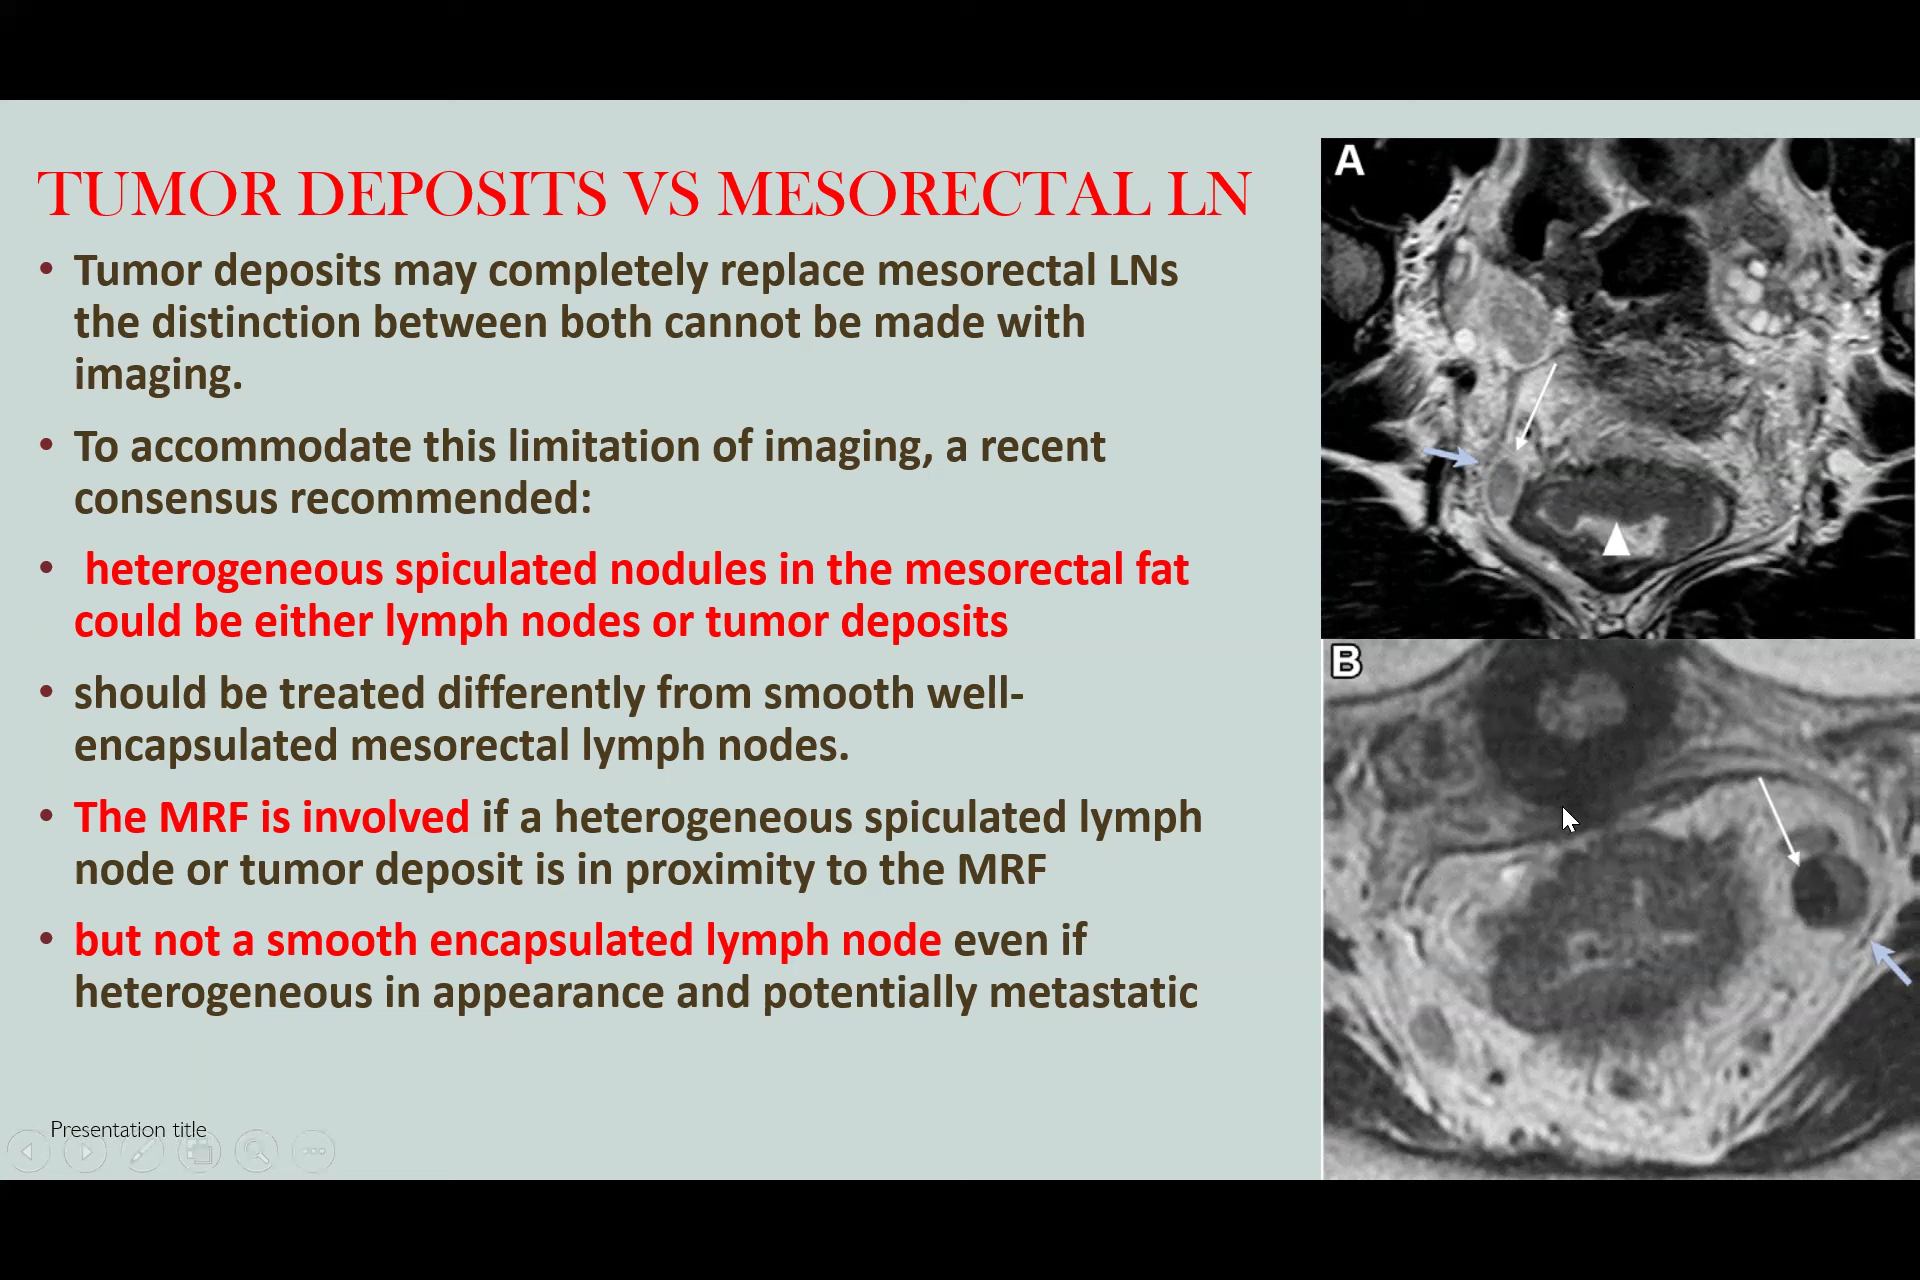 TUMOR DEPOSITS VS MESORECTAL LN
• Tumor deposits may completely replace mesorectal LNs
the distinction between both cannot be made with
imaging.
• To accommodate this limitation of imaging, a recent
consensus recommended:
• heterogeneous spiculated nodules in the mesorectal fat
could be either lymph nodes or tumor deposits
• should be treated differently from smooth well-
encapsulated mesorectal lymph nodes.
• The MRF is involved if a heterogeneous spiculated lymph
node or tumor deposit is in proximity to the MRF
• but not a smooth encapsulated lymph node even if
heterogeneous in appearance and potentially metastatic
Presentation title
A
B